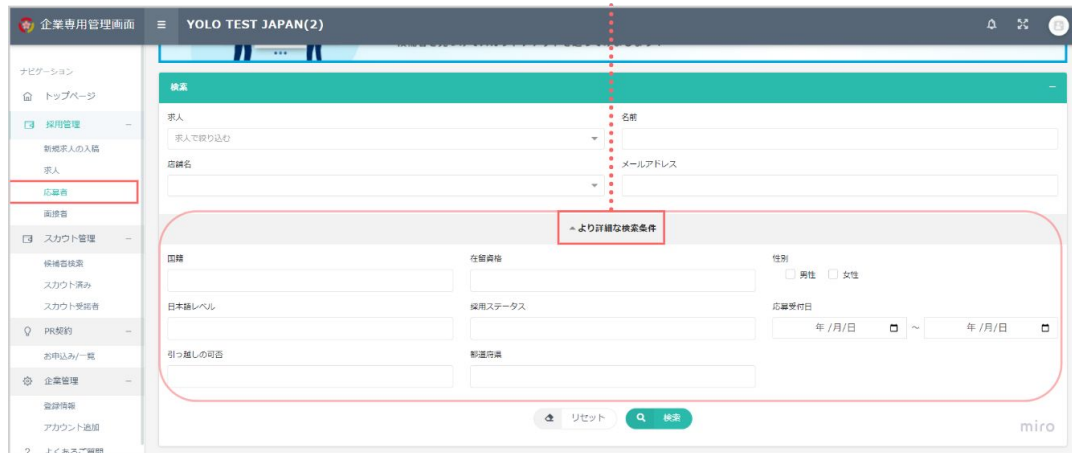 企業専用管理画面
YOLO TEST JAPAN(2)
ナビゲーション
トップページ
採用管理
新規求人の入稿
求人
応募者
面接者
スカウト管理
候補者検索
スカウト済み
スカウト受諾者
PR契約
お申込み/一覧
企業管理
登録情報
アカウント追加
よくあるご質問
検索
求人
名前
求人で絞り込む
店舗名
メールアドレス
より詳細な検索条件
国籍
在留資格
性別
男性
女性
日本語レベル
採用ステータス
応募受付日
年 /月/日
～
年 /月/日
引っ越しの可否
都道府県
リセット
検索
miro